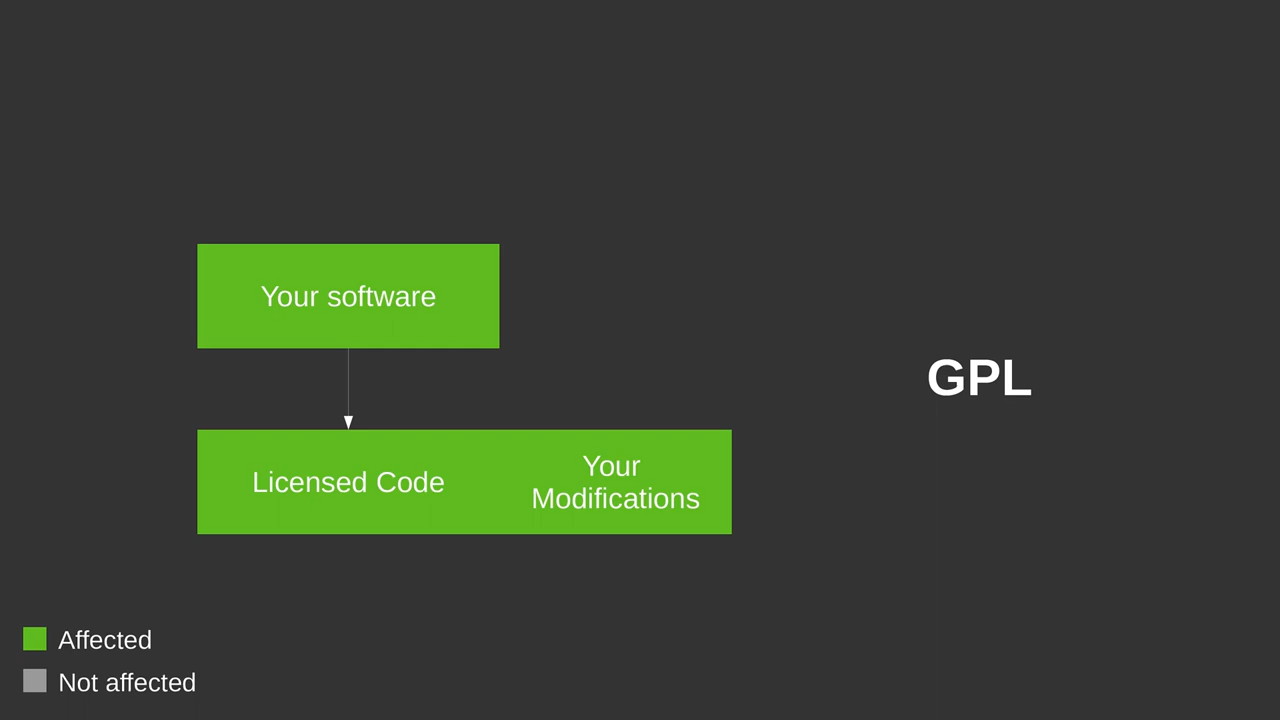 Your software
GPL
Licensed Code
Your
Modifications
Affected
Not affected